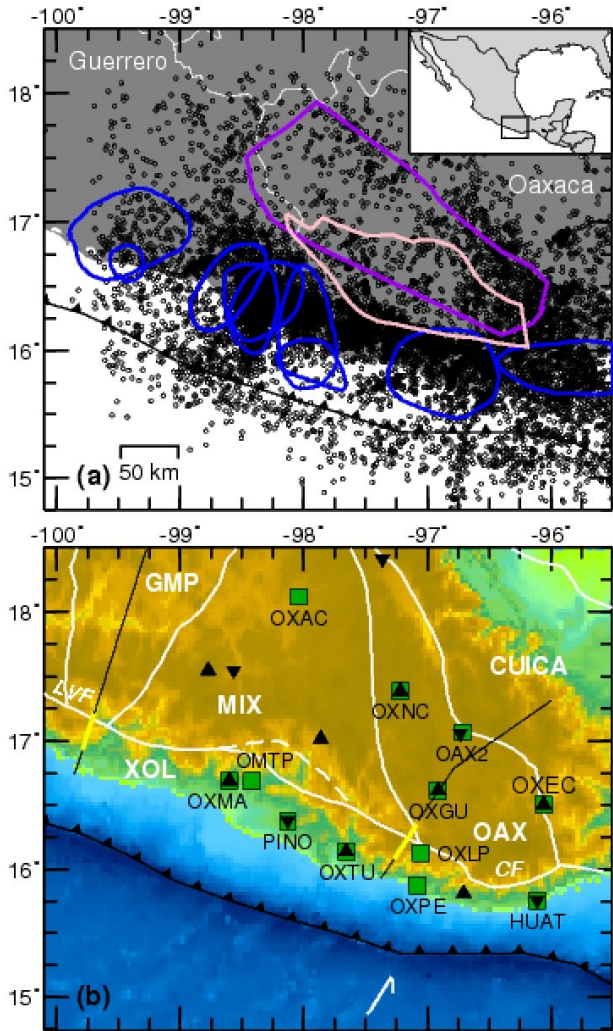 -100˚ -99˚ -98˚ -97˚ -96˚
Guerrero
18˚
Oaxaca
17˚
16˚
15˚
50 km
(a)
-100˚ -99˚ -98˚ -97˚ -96˚
GMP
18˚
OXAC
CUICA
LVF
MIX
OXNC
OAX2
17˚
XOL
OMTP
OXEC
OXMA
OXGU
PINO
OAX
OXTU
OXLP
CF
16˚
OXPE
HUAT
15˚
(b)